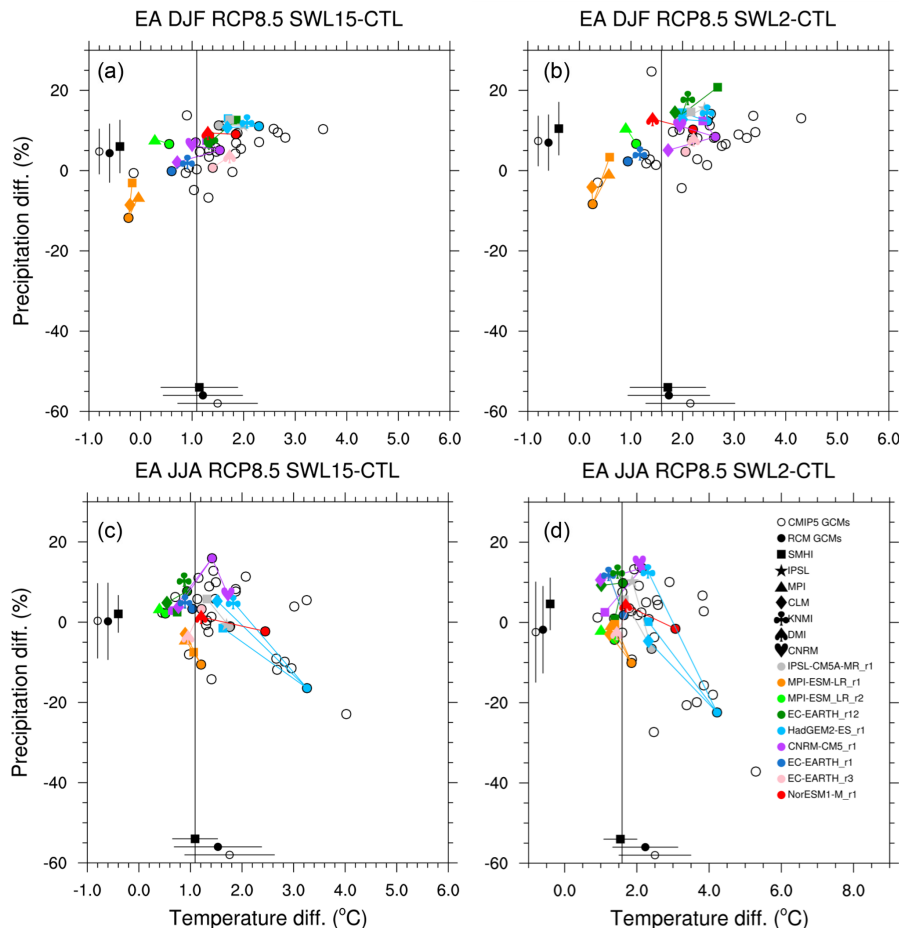 EA DJF RCP8.5 SWL15-CTL
EA DJF RCP8.5 SWL2-CTL
(a)
(b)
Precipitation diff. (%)
20
0
-20
-40
-60
-1.0 0.0 1.0 2.0 3.0 4.0 5.0 6.0
20
0
-20
-40
-60
-1.0 0.0 1.0 2.0 3.0 4.0 5.0 6.0
EA JJA RCP8.5 SWL15-CTL
EA JJA RCP8.5 SWL2-CTL
(c)
(d)
Precipitation diff. (%)
20
0
-20
-40
-60
-1.0 0.0 1.0 2.0 3.0 4.0 5.0 6.0
Temperature diff. (°C)
20
0
-20
-40
-60
0.0 2.0 4.0 6.0 8.0
Temperature diff. (°C)
CMIP5 GCMs
RCM GCMs
SMHI
IPSL
MPI
CLM
KNMI
DMI
CNRM
IPSL-CM5A-MR_r1
MPI-ESM-LR_r1
MPI-ESM_LR_r2
EC-EARTH_r12
HadGEM2-ES_r1
CNRM-CM5_r1
EC-EARTH_r1
EC-EARTH_r3
NorESM1-M_r1